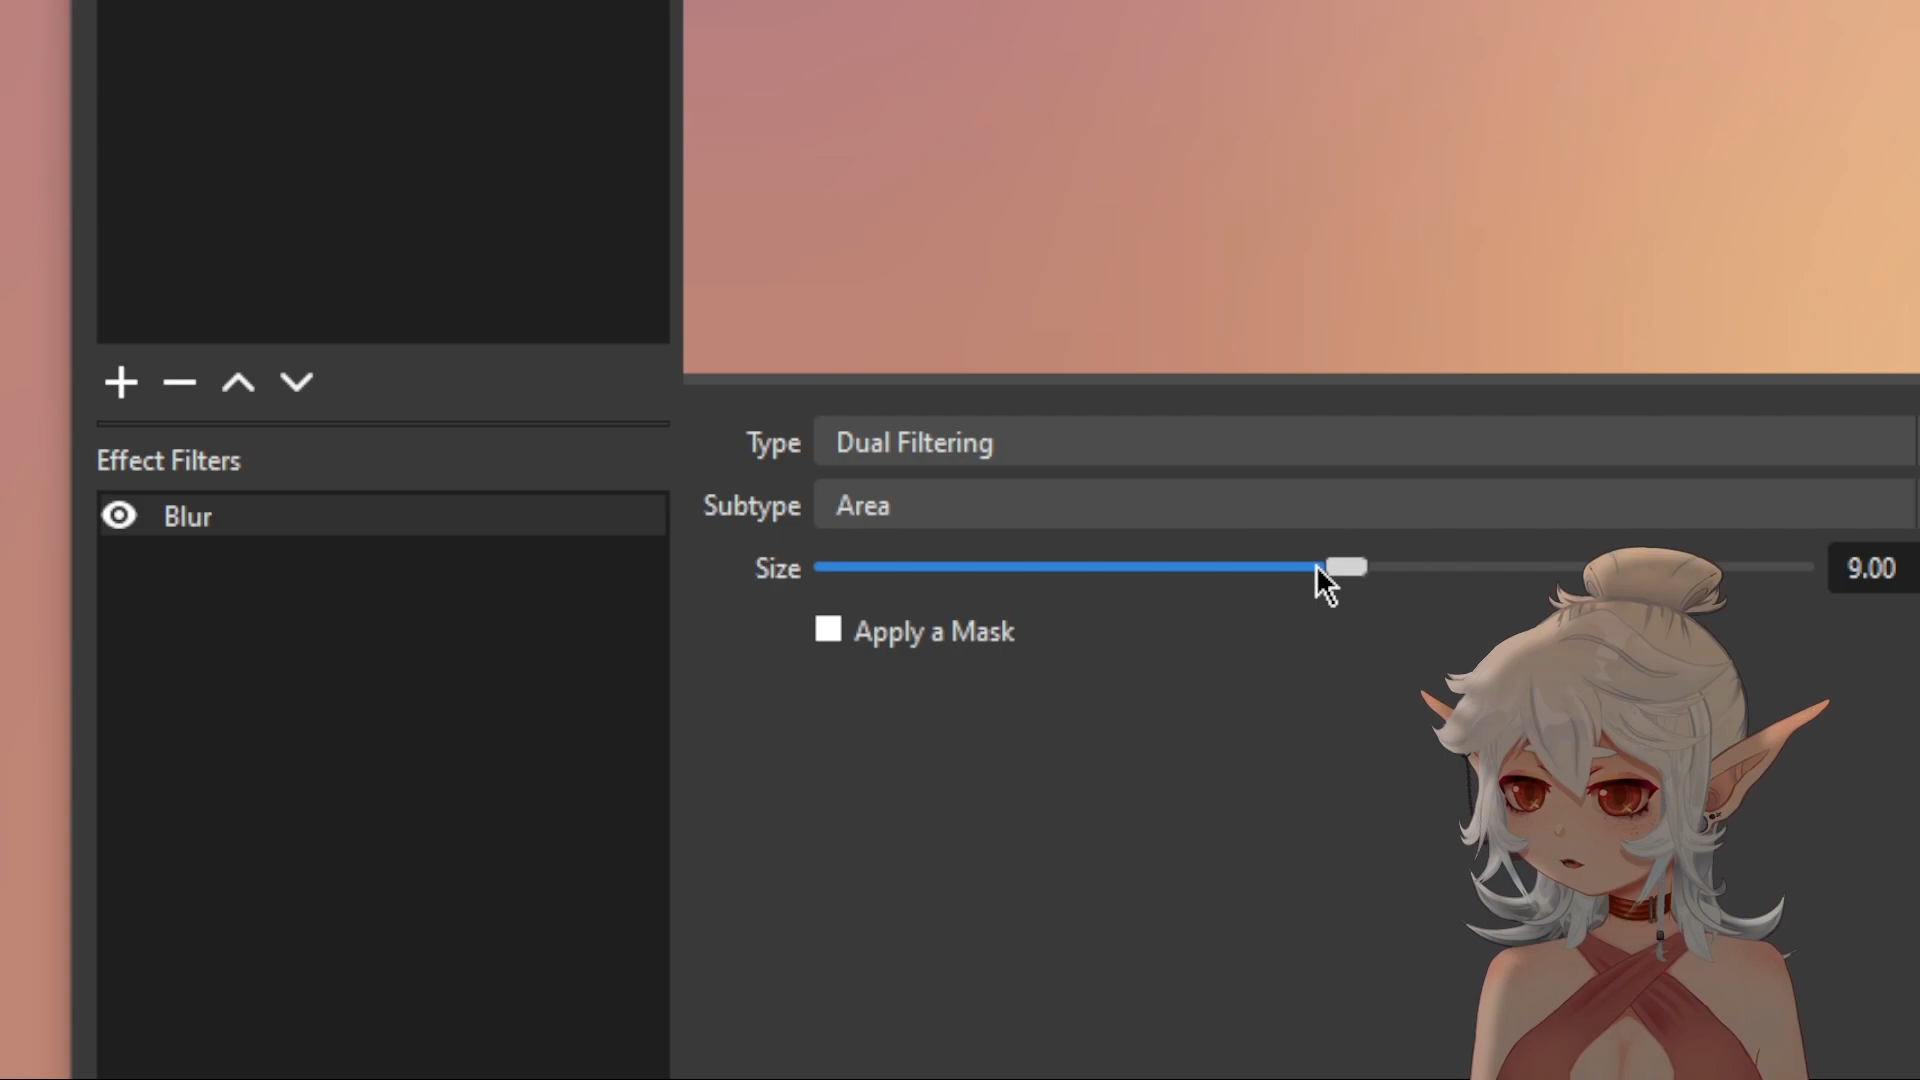 Effect Filters
Blur
Type Dual Filtering
Subtype Area
Size 9.00
Apply a Mask